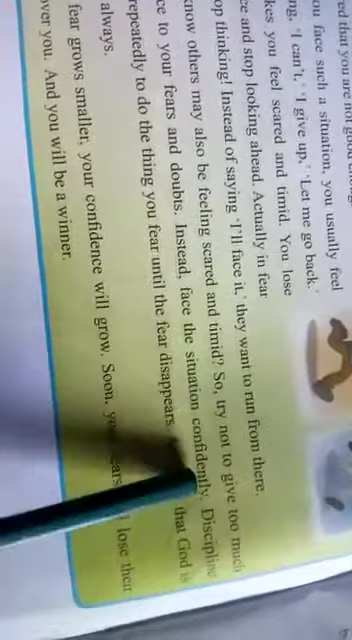 red that you are not good
ou face such a situation, you usually feel
ng, 'I can't,' 'I give up,' 'Let me go back.'
kes you feel scared and timid. You lose
ce and stop looking ahead. Actually in fear
op thinking! Instead of saying 'I'll face it,' they want to run from there.
know others may also be feeling scared and timid? So, try not to give too much
ce to your fears and doubts. Instead, face the situation confidently. Discipline
repeatedly to do the thing you fear until the fear disappears that God is
always.
fear grows smaller, your confidence will grow. Soon, lose their
over you. And you will be a winner.